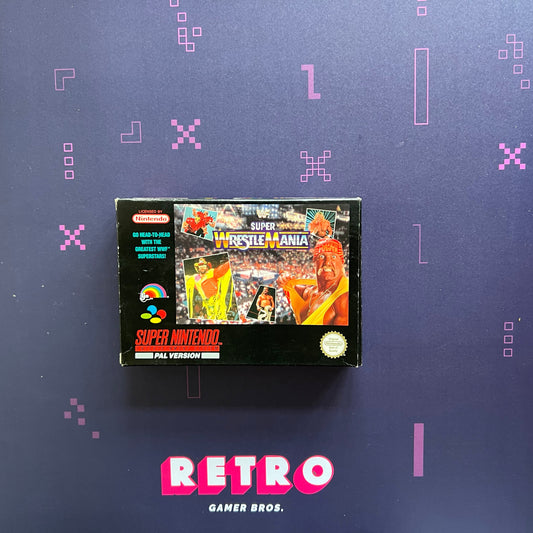 LICENSED BY
Nintendo
GO HEAD-TO-HEAD
WITH THE
GREATEST WWF
SUPERSTARS!
SUPER
WRESTLEMANIA
SUPER NINTENDO
PAL VERSION
RETRO
GAMER BROS.